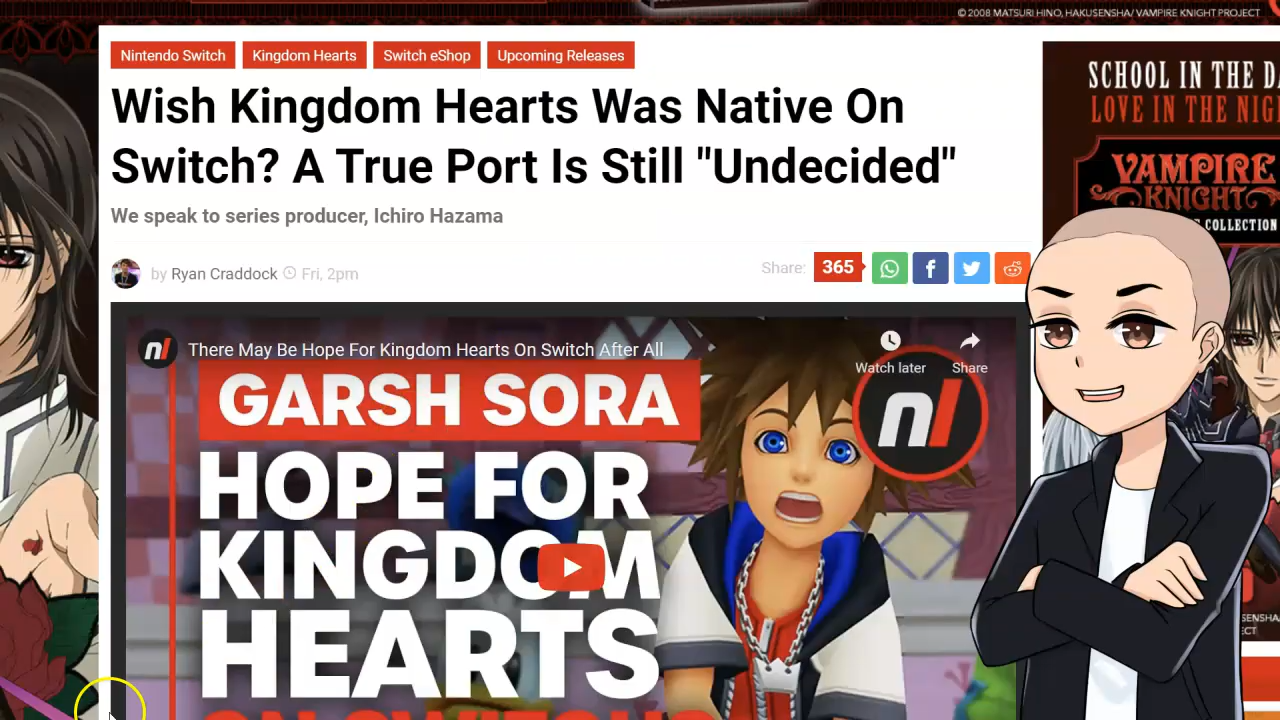 © 2008 MATSURI HINO, HAKUSENSHA/ VAMPIRE KNIGHT PROJECT
Nintendo Switch
Kingdom Hearts
Switch eShop
Upcoming Releases
Wish Kingdom Hearts Was Native On
Switch? A True Port Is Still "Undecided"
We speak to series producer, Ichiro Hazama
by Ryan Craddock Fri, 2pm
Share:
365
nl
There May Be Hope For Kingdom Hearts On Switch After All
Watch later
Share
GARSH SORA
nl
HOPE FOR
KINGDOM
HEARTS
SCHOOL IN THE
LOVE IN THE
VAMPIRE
KNIGHT
COLLECTION